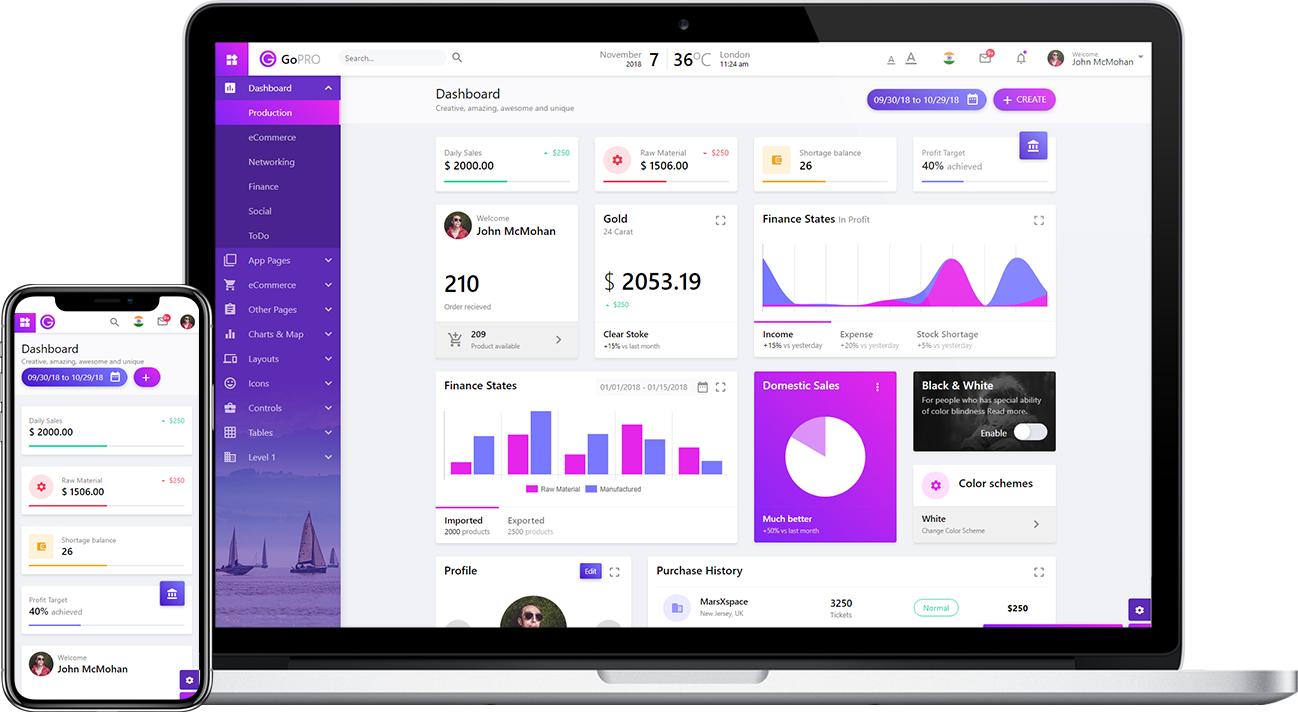 GoPRO
Search...
November
2018
7
36°C
London
11:24 am
A
A
9+
Welcome,
John McMohan
Dashboard
Production
eCommerce
Networking
Finance
Social
ToDo
App Pages
eCommerce
Other Pages
Charts & Map
Layouts
Icons
Controls
Tables
Level 1
Dashboard
Creative, amazing, awesome and unique
09/30/18 to 10/29/18
+ CREATE
Daily Sales
$250
$ 2000.00
Raw Material
$250
$ 1506.00
Shortage balance
26
Profit Target
40% achieved
Welcome
John McMohan
210
Order recieved
209
Product available
Gold
24 Carat
$ 2053.19
$250
Clear Stoke
+15% vs last month
Finance States In Profit
Income
+15% vs yesterday
Expense
+20% vs yesterday
Stock Shortage
+5% vs yesterday
Finance States
01/01/2018 - 01/15/2018
Raw Material
Manufactured
Imported
2000 products
Exported
2500 products
Domestic Sales
Much better
+50% vs last month
Black & White
For people who has special ability
of color blindness Read more.
Enable
Color schemes
White
Change Color Scheme
Profile
Edit
Purchase History
MarsXspace
New Jersey, UK
3250
Tickets
Normal
$250
9+
Dashboard
Creative, amazing, awesome and unique
09/30/18 to 10/29/18
+
Daily Sales
$250
$ 2000.00
Raw Material
$250
$ 1506.00
Shortage balance
26
Profit Target
40% achieved
Welcome
John McMohan